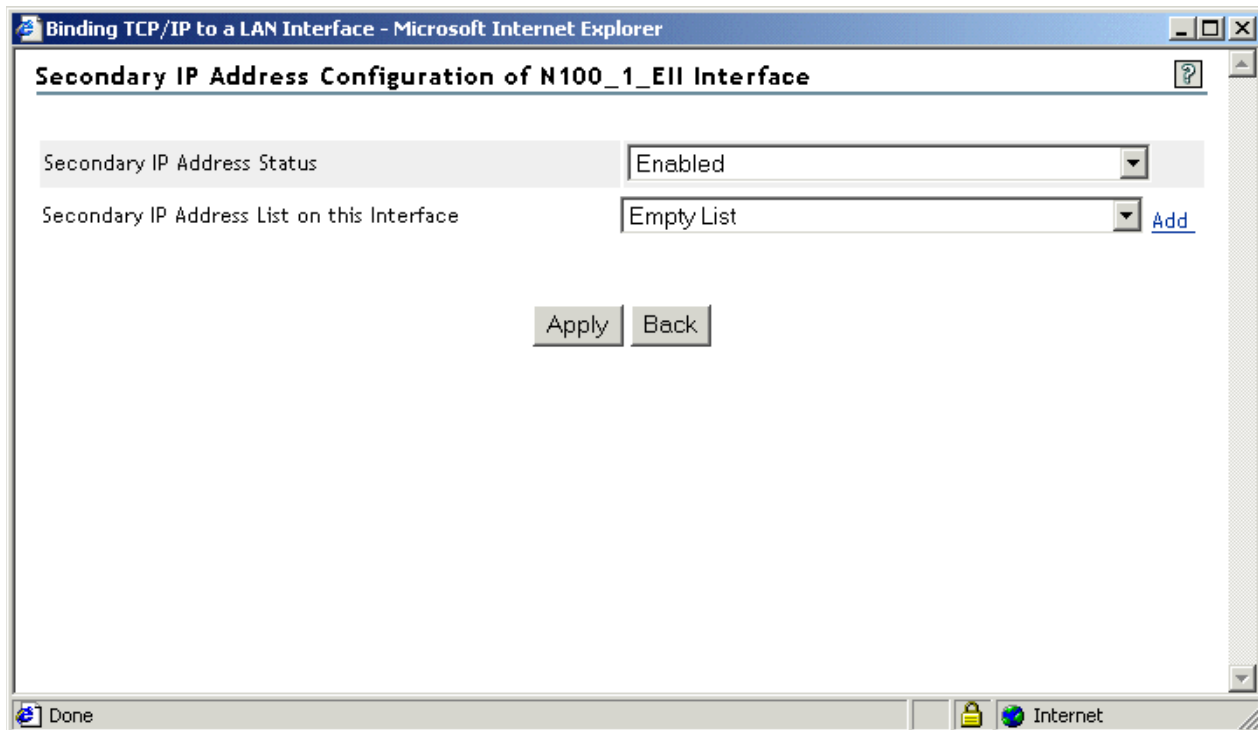 Binding TCP/IP to a LAN Interface - Microsoft Internet Explorer
Secondary IP Address Configuration of N100_1_EII Interface
?
Secondary IP Address Status
Enabled
Secondary IP Address List on this Interface
Empty List
Add
Apply
Back
Done
Internet